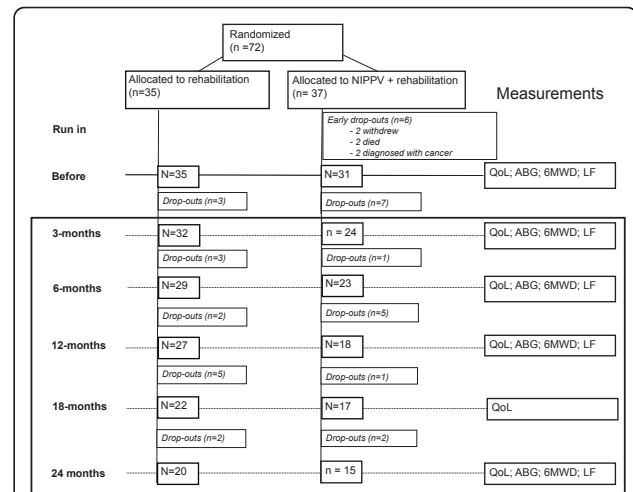 Randomized
(n =72)
Allocated to rehabilitation
(n=35)
Allocated to NIPPV + rehabilitation
(n= 37)
Measurements
Run in
Early drop-outs (n=6)
- 2 withdrew
- 2 died
- 2 diagnosed with cancer
Before
N=35
N=31
QoL; ABG; 6MWD; LF
Drop-outs (n=3)
Drop-outs (n=7)
3-months
N=32
n = 24
QoL; ABG; 6MWD; LF
Drop-outs (n=3)
Drop-outs (n=1)
6-months
N=29
N=23
QoL; ABG; 6MWD; LF
Drop-outs (n=2)
Drop-outs (n=5)
12-months
N=27
N=18
QoL; ABG; 6MWD; LF
Drop-outs (n=5)
Drop-outs (n=1)
18-months
N=22
N=17
QoL
Drop-outs (n=2)
Drop-outs (n=2)
24 months
N=20
n = 15
QoL; ABG; 6MWD; LF